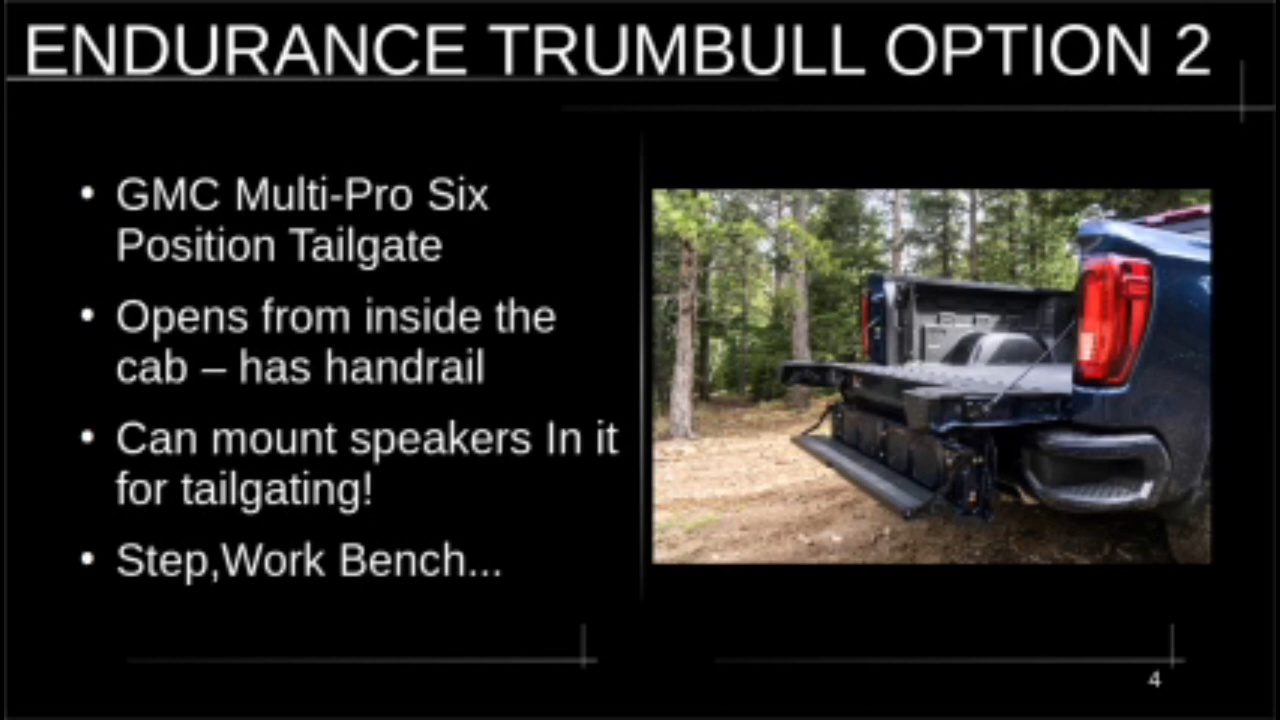 ENDURANCE TRUMBULL OPTION 2
• GMC Multi-Pro Six
Position Tailgate
• Opens from inside the
cab – has handrail
• Can mount speakers In it
for tailgating!
• Step,Work Bench...
4